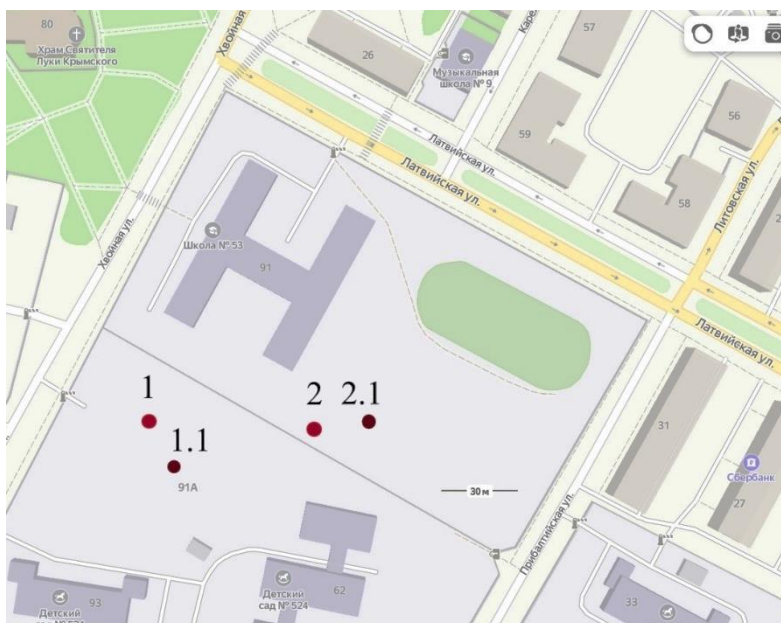 80
Храм Святителя
Луки Крымского
Хвойная
26
Музыкальная
школа № 9
Каре
57
56
59
Латвийская ул.
Латвийская ул.
58
Литовская ул.
2
Школа № 53
91
Хвойная ул.
Латвийская ул.
1
2
2.1
1.1
91А
30 м
31
Сбербанк
27
Прибалтийская ул.
93
Детский
Детский
сад № 524
62
33